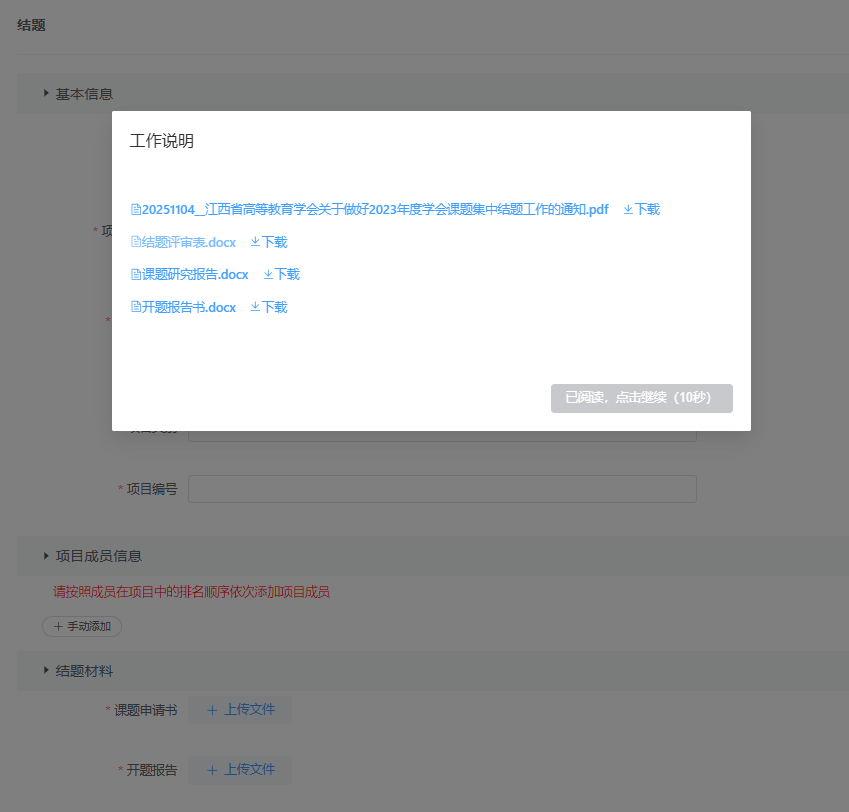 结题
基本信息
工作说明
20251104__江西省高等教育学会关于做好2023年度学会课题集中结题工作的通知.pdf 下载
* 项
结题评审表.docx 下载
课题研究报告.docx 下载
开题报告书.docx 下载
*
已阅读，点击继续（10秒）
* 项目编号
项目成员信息
请按照成员在项目中的排名顺序依次添加项目成员
+ 手动添加
结题材料
* 课题申请书 + 上传文件
* 开题报告 + 上传文件